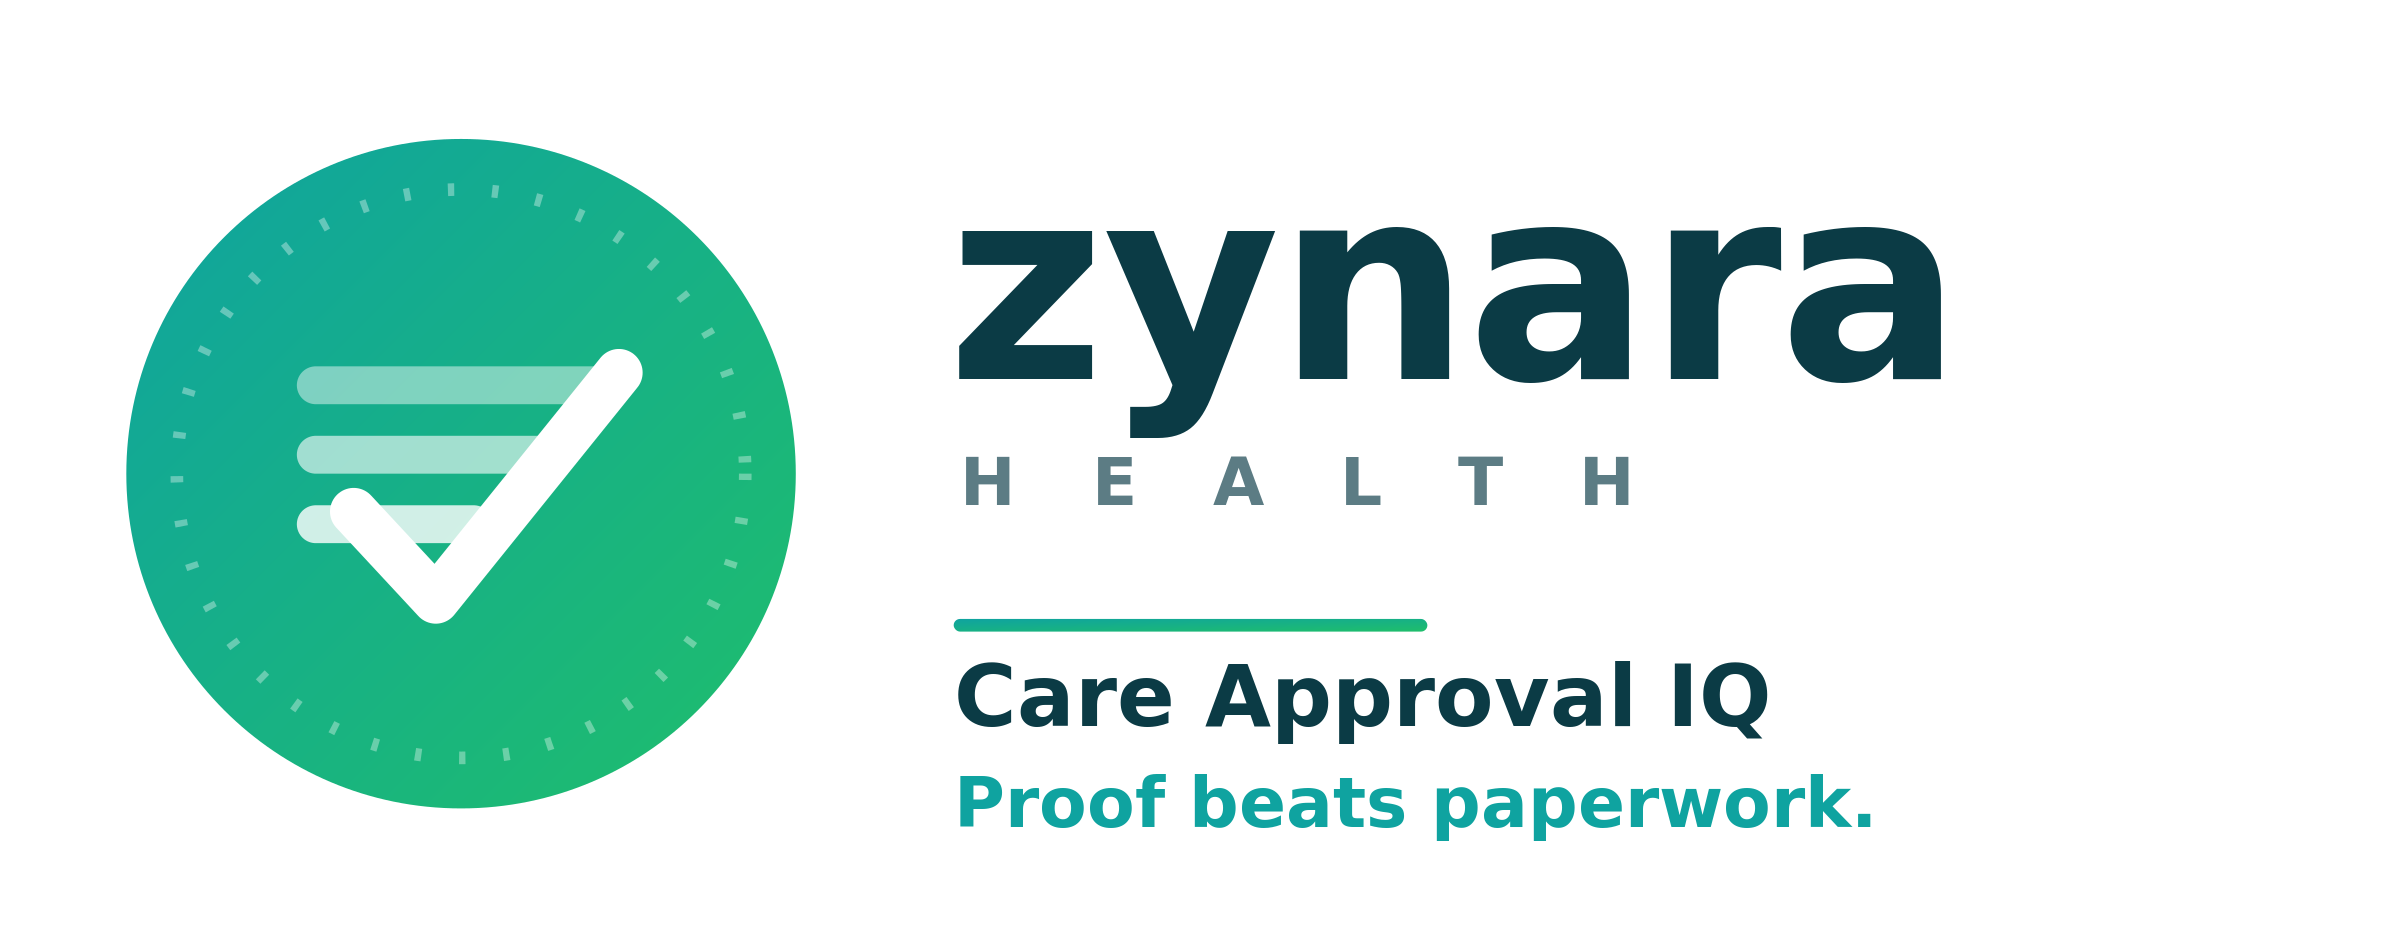 zynara
HEALTH
Care Approval IQ
Proof beats paperwork.